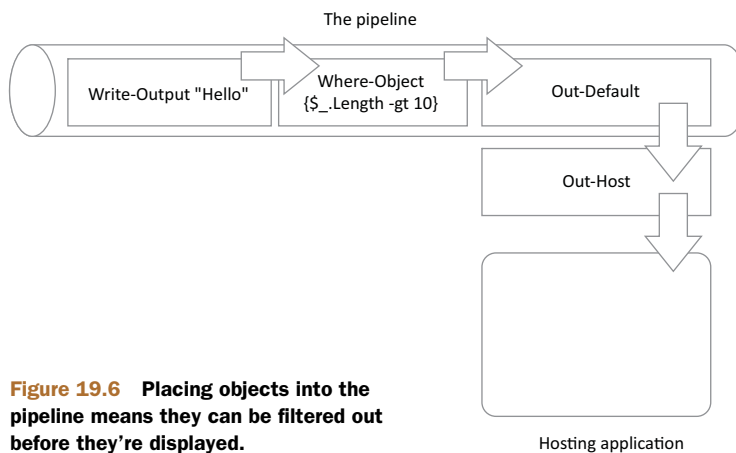 The pipeline
Write-Output "Hello"
Where-Object
{$_.Length -gt 10}
Out-Default
Out-Host
Hosting application
Figure 19.6 Placing objects into the
pipeline means they can be filtered out
before they’re displayed.